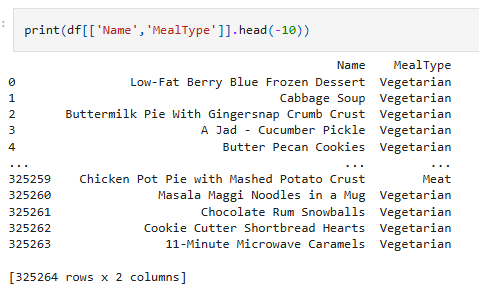 :
print(df[['Name','MealType']].head(-10))
Name MealType
0 Low-Fat Berry Blue Frozen Dessert Vegetarian
1 Cabbage Soup Vegetarian
2 Buttermilk Pie With Gingersnap Crumb Crust Vegetarian
3 A Jad - Cucumber Pickle Vegetarian
4 Butter Pecan Cookies Vegetarian
... ... ...
325259 Chicken Pot Pie with Mashed Potato Crust Meat
325260 Masala Maggi Noodles in a Mug Vegetarian
325261 Chocolate Rum Snowballs Vegetarian
325262 Cookie Cutter Shortbread Hearts Vegetarian
325263 11-Minute Microwave Caramels Vegetarian
[325264 rows x 2 columns]